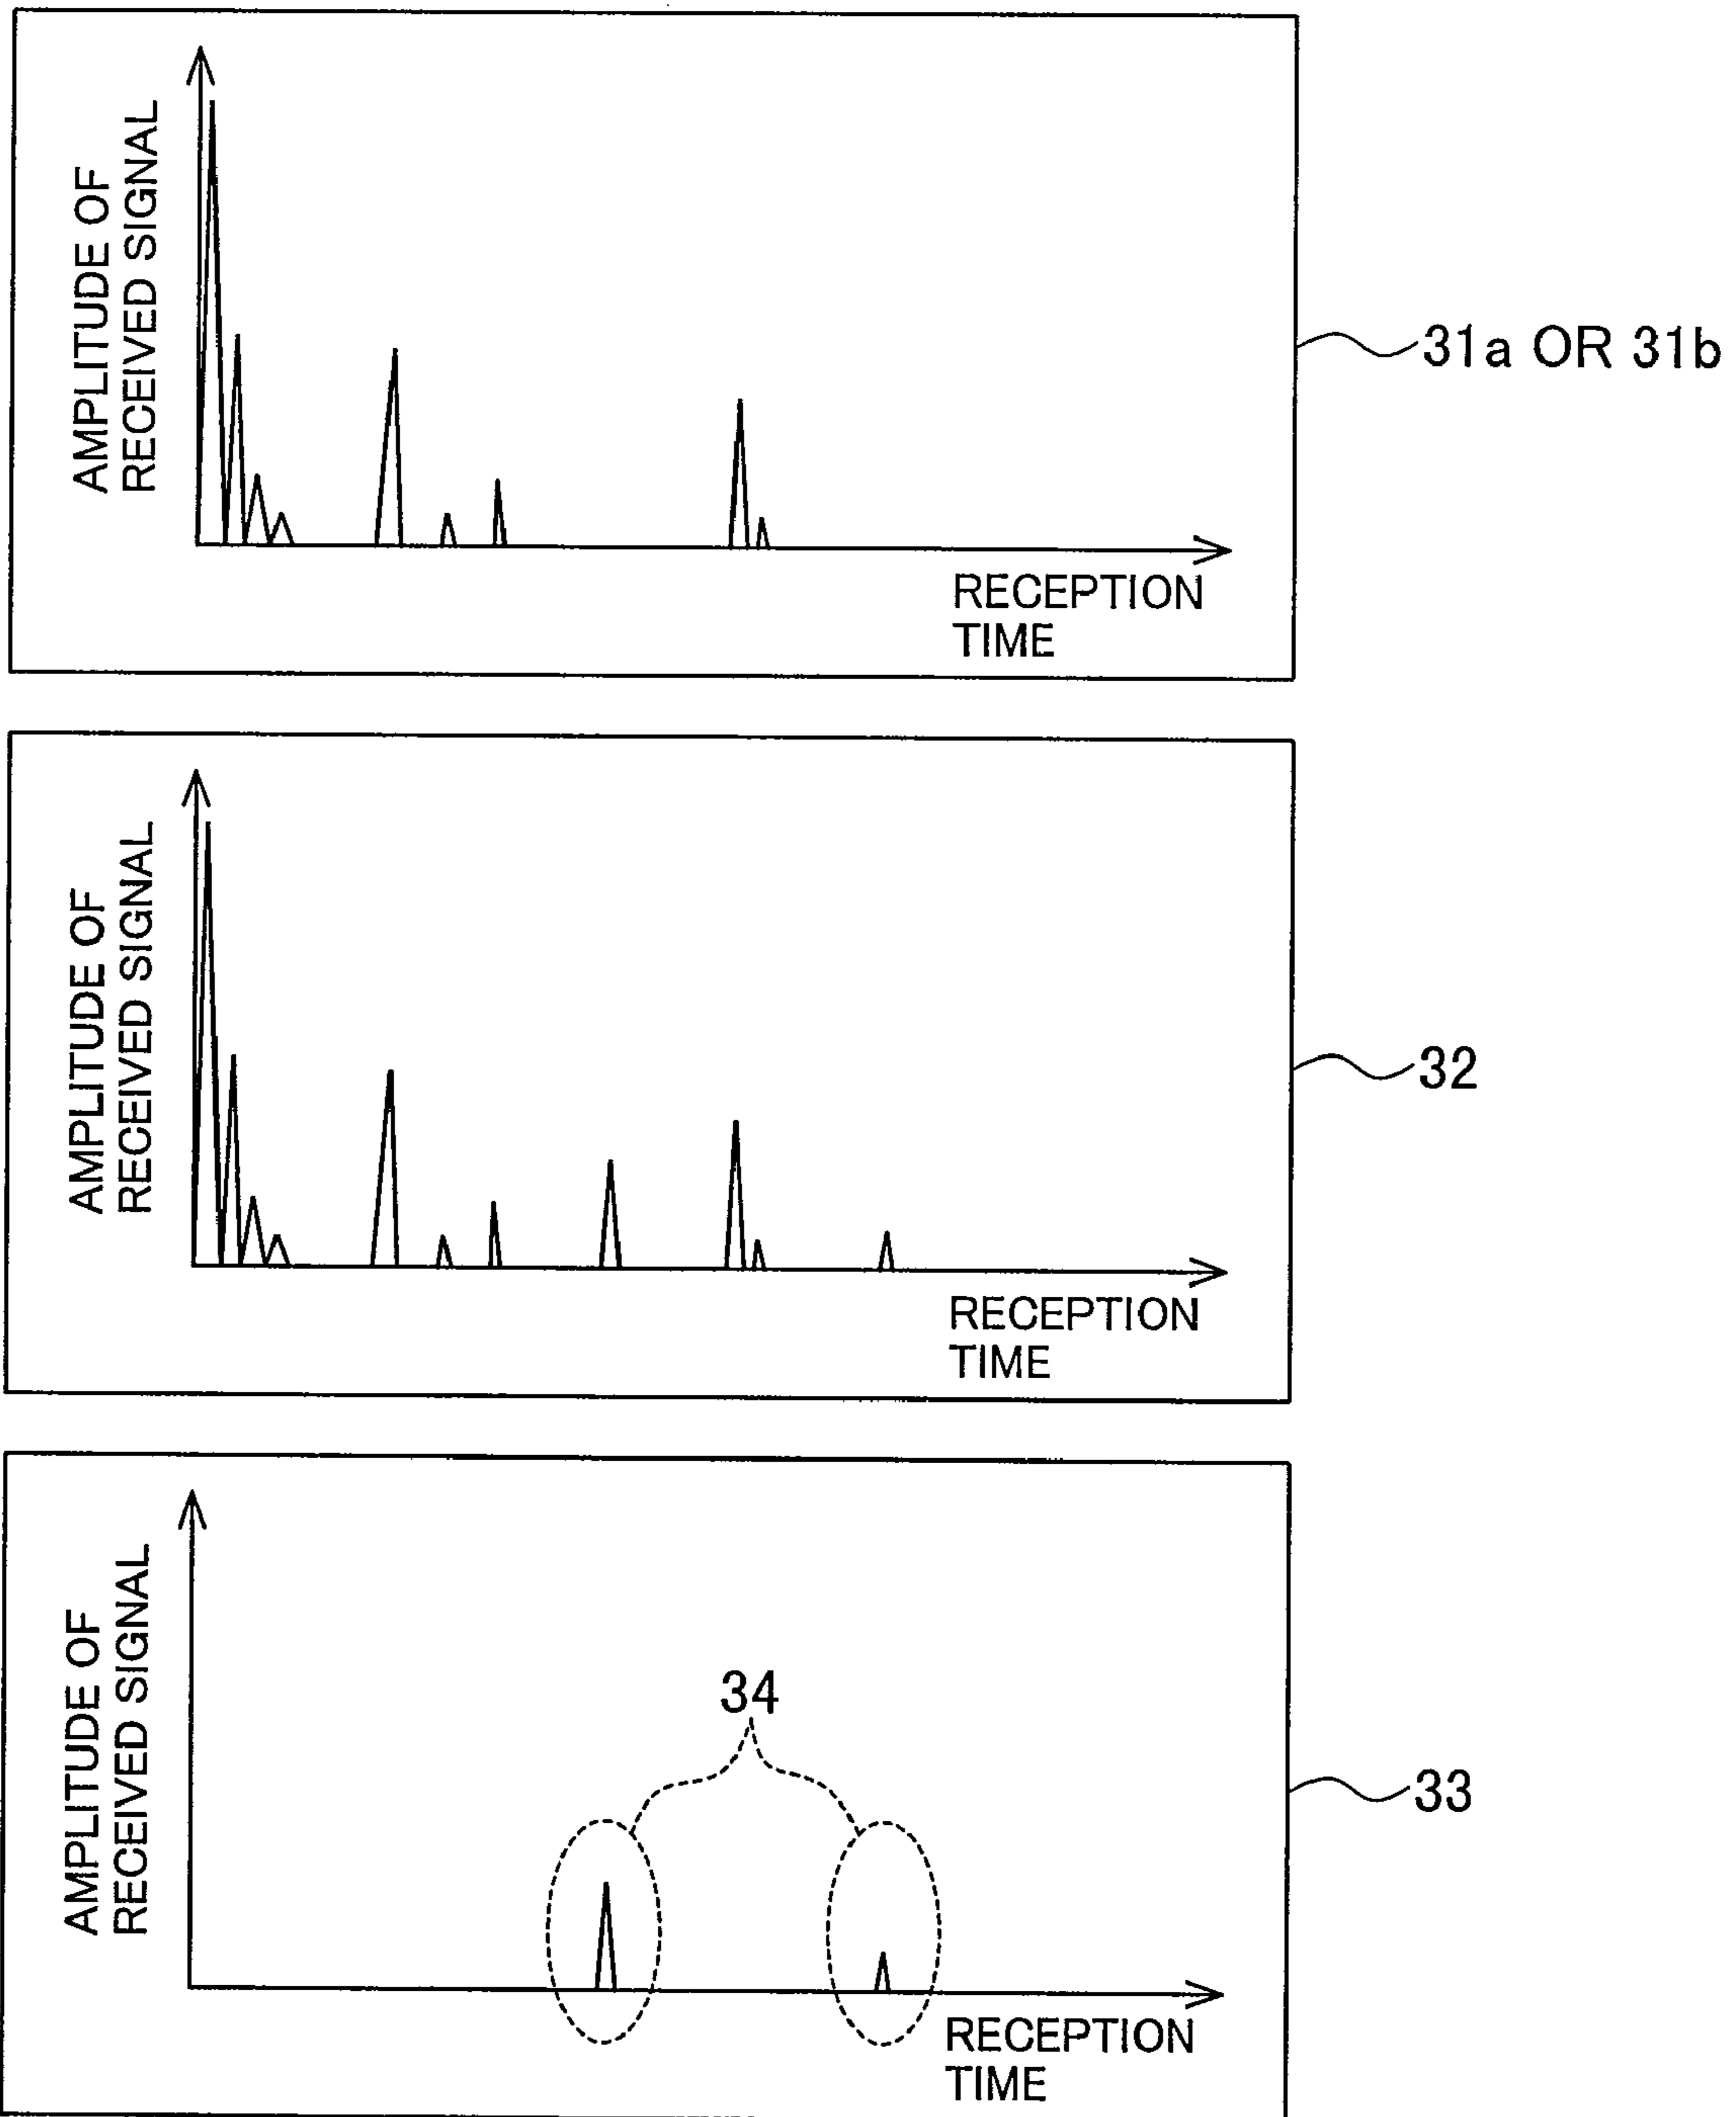 AMPLITUDE OF
RECEIVED SIGNAL
RECEPTION
TIME
31a OR 31b
AMPLITUDE OF
RECEIVED SIGNAL
RECEPTION
TIME
32
AMPLITUDE OF
RECEIVED SIGNAL
34
RECEPTION
TIME
33